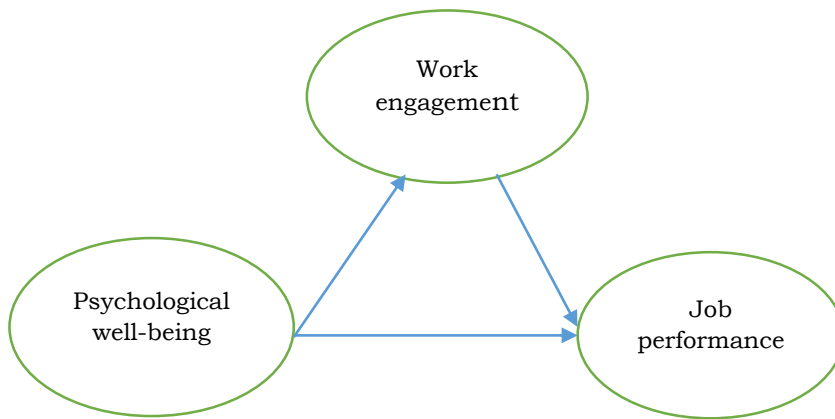 Work
engagement
Psychological
well-being
Job
performance